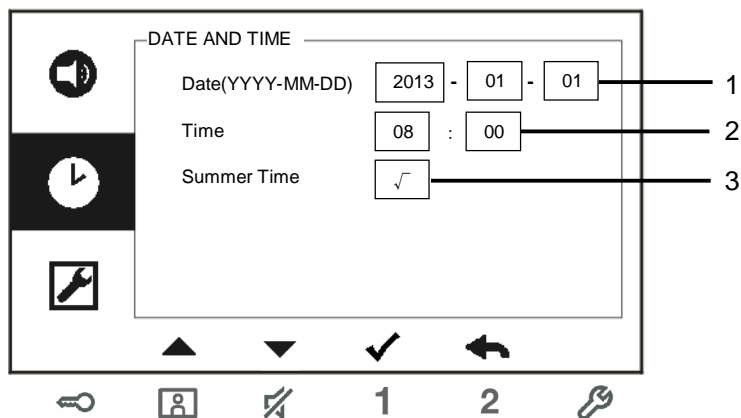 DATE AND TIME
Date(YYYY-MM-DD) 2013 - 01 - 01 1
Time 08 : 00 2
Summer Time √ 3
1 2